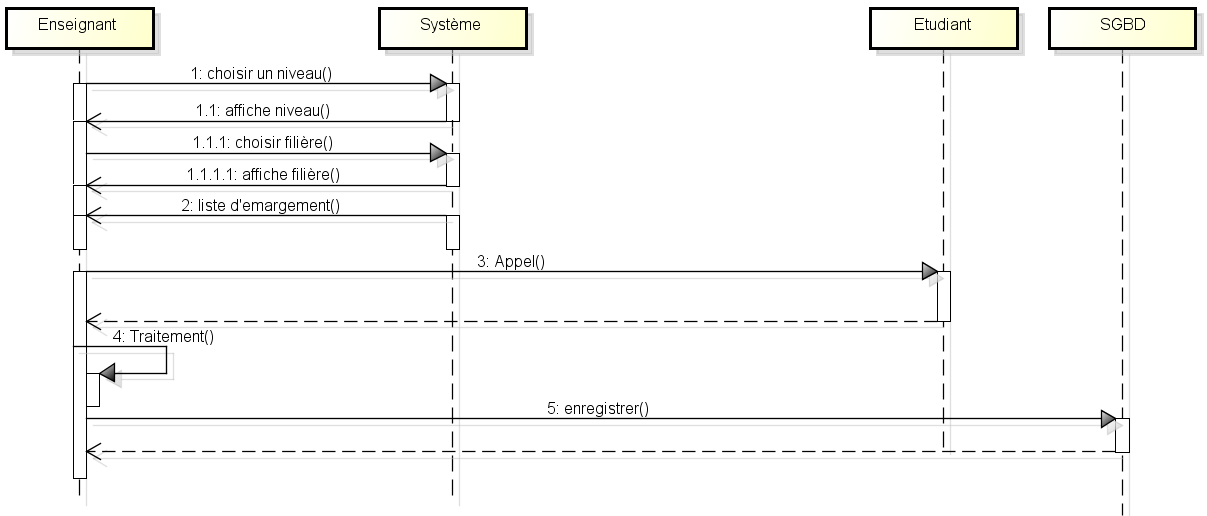 Enseignant
Système
Etudiant
SGBD
1: choisir un niveau()
1.1: affiche niveau()
1.1.1: choisir filière()
1.1.1.1: affiche filière()
2: liste d'emargement()
3: Appel()
4: Traitement()
5: enregistrer()